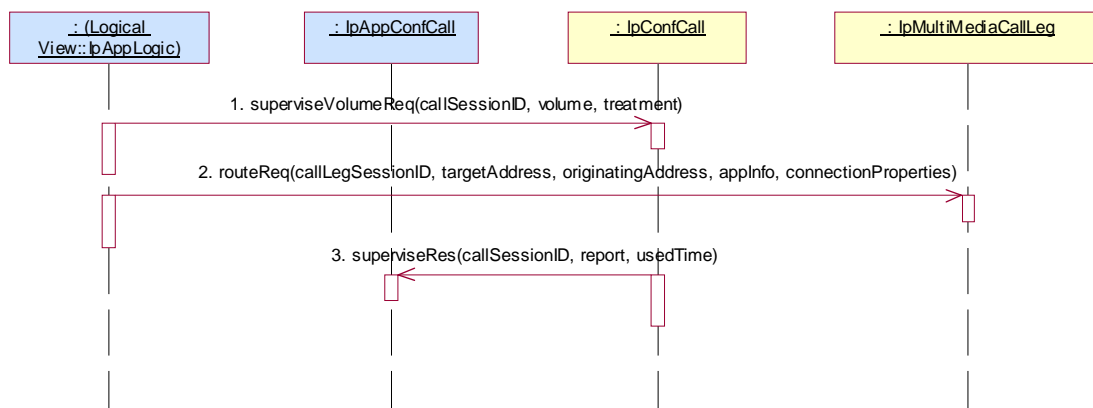 : (Logical
View::IpAppLogic)
: IpAppConfCall
: IpConfCall
: IpMultiMediaCallLeg
1. superviseVolumeReq(callSessionID, volume, treatment)
2. routeReq(callLegSessionID, targetAddress, originatingAddress, appInfo, connectionProperties)
3. superviseRes(callSessionID, report, usedTime)